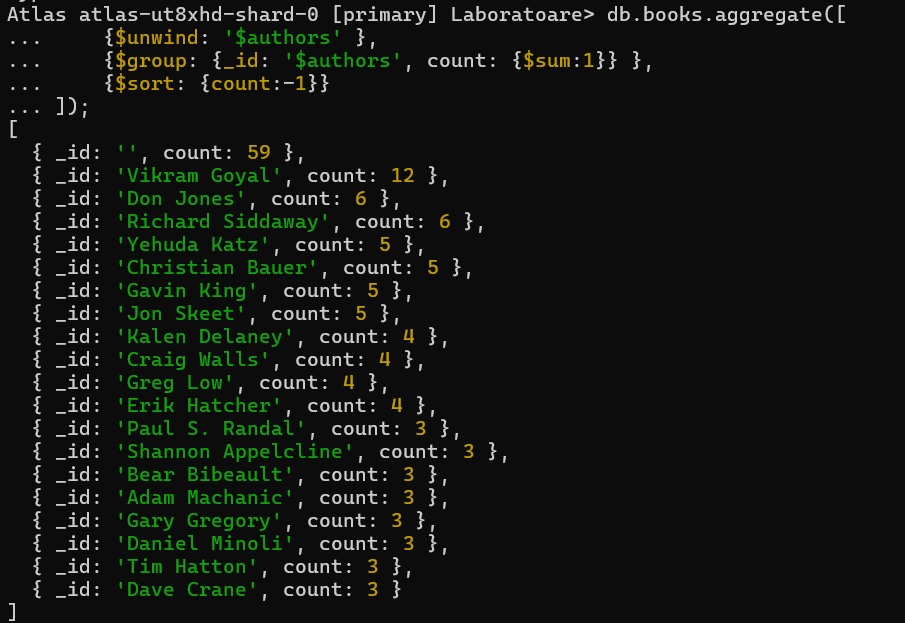 Atlas atlas-ut8xhd-shard-0 [primary] Laboratoare> db.books.aggregate([
...     {$unwind: '$authors' },
...     {$group: {_id: '$authors', count: {$sum:1}} },
...     {$sort: {count:-1}}
... ]);
[
  { _id: '', count: 59 },
  { _id: 'Vikram Goyal', count: 12 },
  { _id: 'Don Jones', count: 6 },
  { _id: 'Richard Siddaway', count: 6 },
  { _id: 'Yehuda Katz', count: 5 },
  { _id: 'Christian Bauer', count: 5 },
  { _id: 'Gavin King', count: 5 },
  { _id: 'Jon Skeet', count: 5 },
  { _id: 'Kalen Delaney', count: 4 },
  { _id: 'Craig Walls', count: 4 },
  { _id: 'Greg Low', count: 4 },
  { _id: 'Erik Hatcher', count: 4 },
  { _id: 'Paul S. Randal', count: 3 },
  { _id: 'Shannon Appelcline', count: 3 },
  { _id: 'Bear Bibeault', count: 3 },
  { _id: 'Adam Machanic', count: 3 },
  { _id: 'Gary Gregory', count: 3 },
  { _id: 'Daniel Minoli', count: 3 },
  { _id: 'Tim Hatton', count: 3 },
  { _id: 'Dave Crane', count: 3 }
]